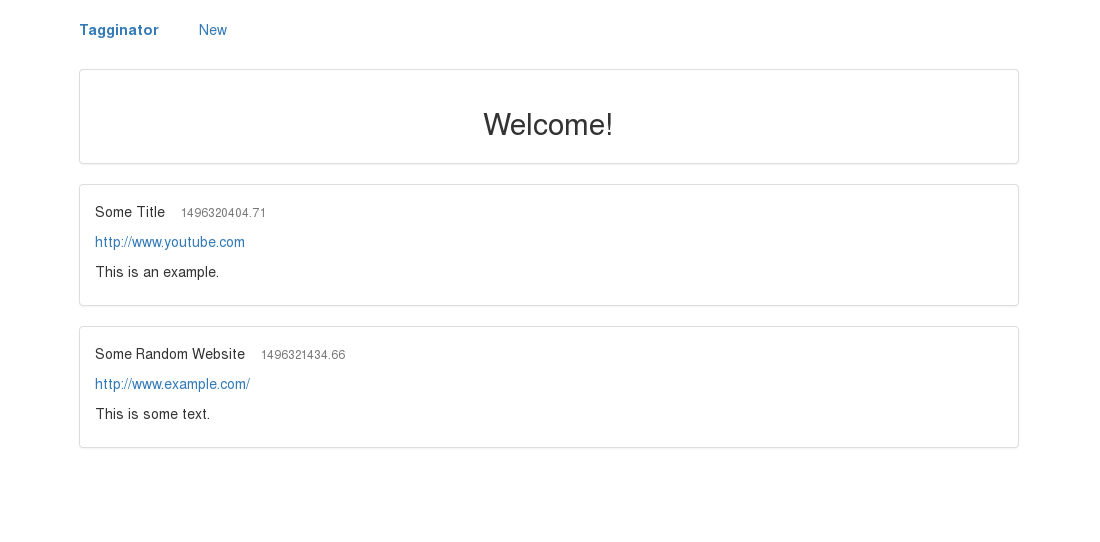 Tagginator New
Welcome!
Some Title 1496320404.71
http://www.youtube.com
This is an example.
Some Random Website 1496321434.66
http://www.example.com/
This is some text.